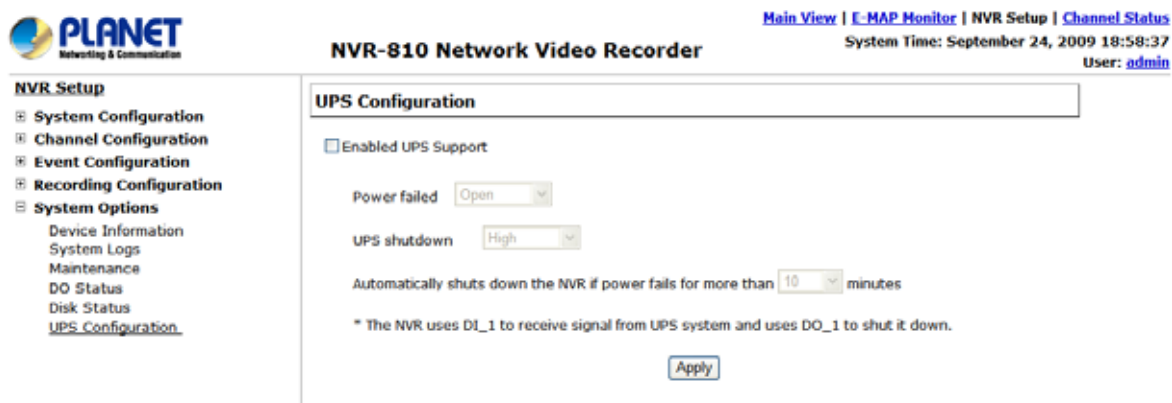 PLANET
Networking & Communication
NVR-810 Network Video Recorder
Main View | E-MAP Monitor | NVR Setup | Channel Status
System Time: September 24, 2009 18:58:37
User: admin
NVR Setup
System Configuration
Channel Configuration
Event Configuration
Recording Configuration
System Options
Device Information
System Logs
Maintenance
DO Status
Disk Status
UPS Configuration
UPS Configuration
Enabled UPS Support
Power failed Open
UPS shutdown High
Automatically shuts down the NVR if power fails for more than 10 minutes
* The NVR uses DI_1 to receive signal from UPS system and uses DO_1 to shut it down.
Apply